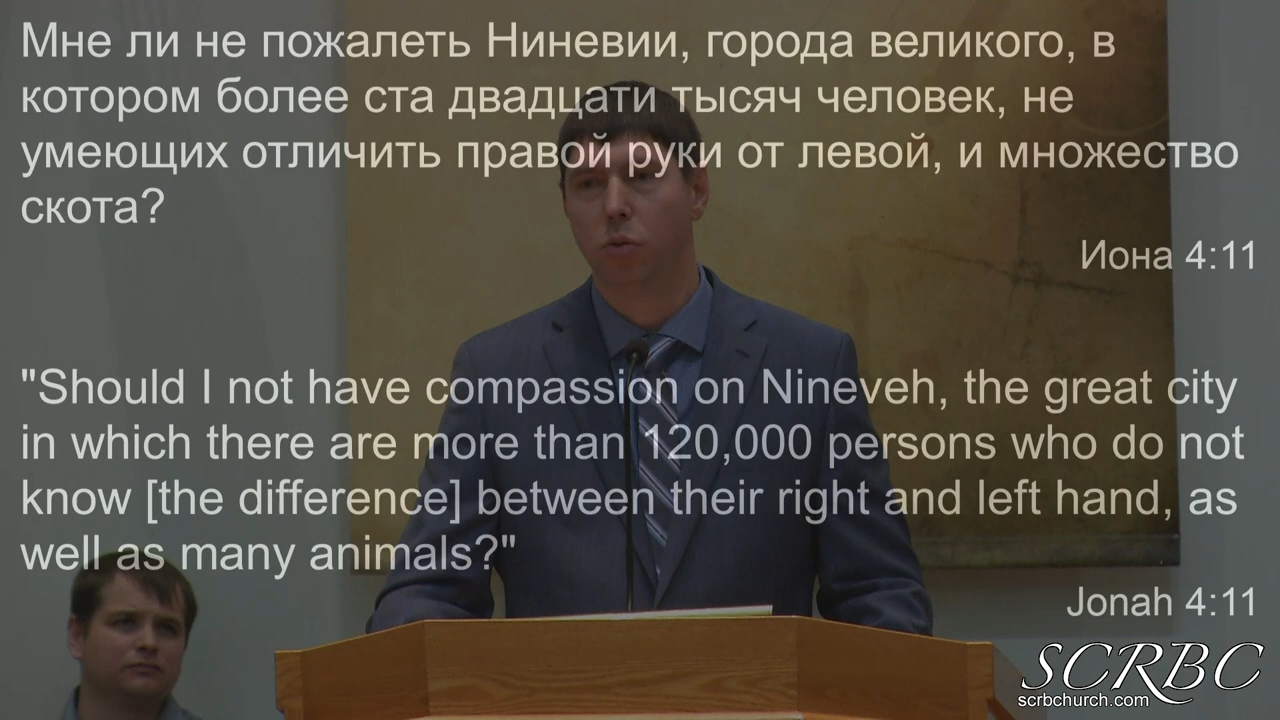 Мне ли не пожалеть Ниневии, города великого, в
котором более ста двадцати тысяч человек, не
умеющих отличить правой руки от левой, и множество
скота?
Иона 4:11
"Should I not have compassion on Nineveh, the great city
in which there are more than 120,000 persons who do not
know [the difference] between their right and left hand, as
well as many animals?"
Jonah 4:11
SCRBC
scrbchurch.com